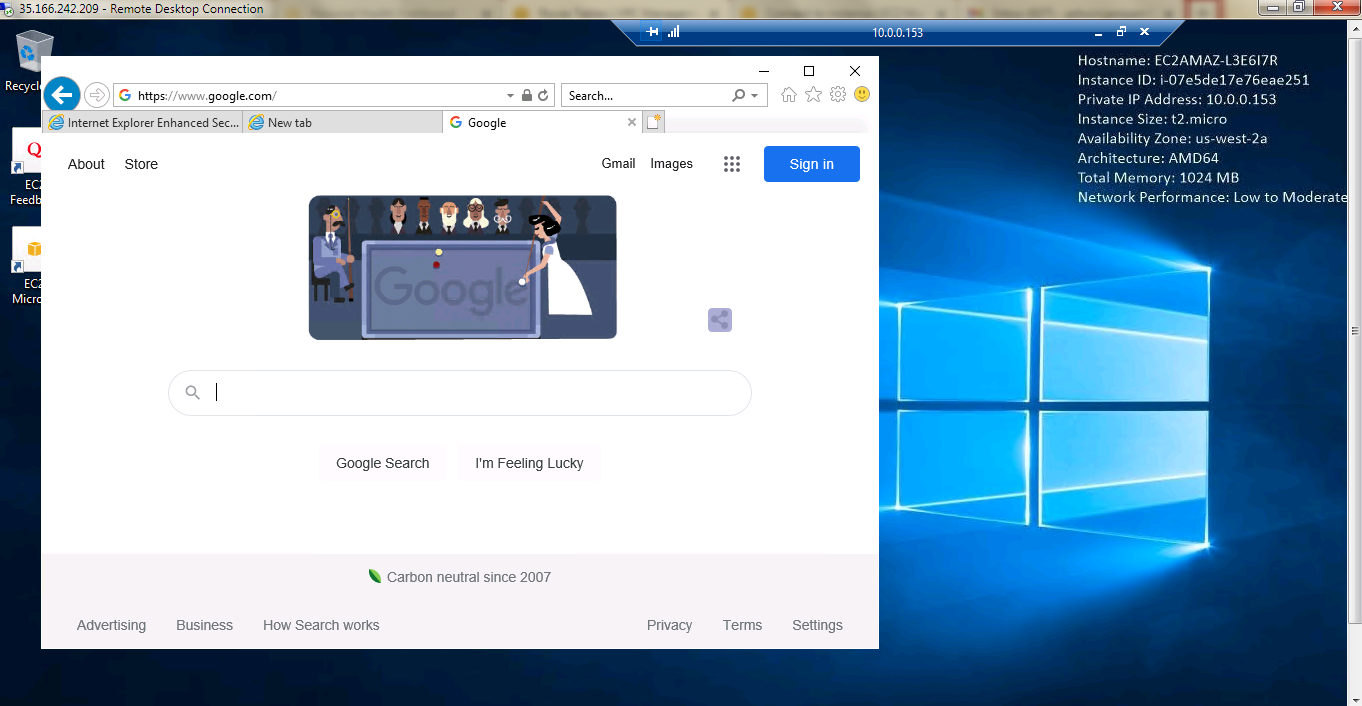 35.166.242.209 - Remote Desktop Connection
10.0.0.153
Recycle
EC2
Feedb
EC2
Micro
Hostname: EC2AMAZ-L3E6I7R
Instance ID: i-07e5de17e76eae251
Private IP Address: 10.0.0.153
Instance Size: t2.micro
Availability Zone: us-west-2a
Architecture: AMD64
Total Memory: 1024 MB
Network Performance: Low to Moderate
https://www.google.com/
Search...
Internet Explorer Enhanced Sec...
New tab
Google
About Store
Gmail Images
Sign in
Google
Google Search
I'm Feeling Lucky
Carbon neutral since 2007
Advertising Business How Search works
Privacy Terms Settings